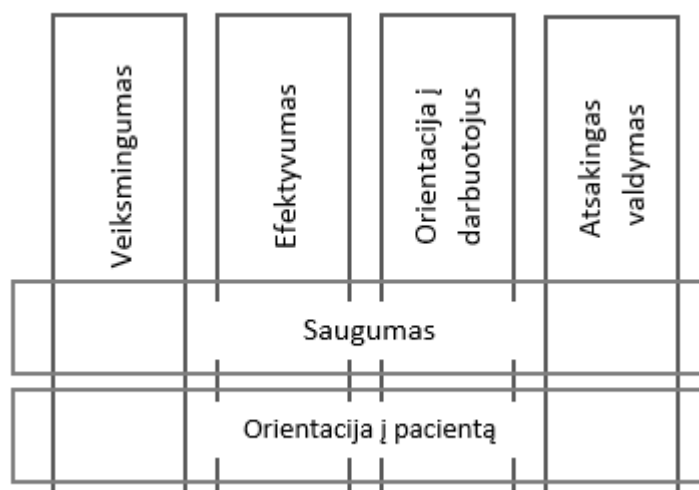 Veiksmingumas
Efektyvumas
Orientacija į
darbuotojus
Atsakingas
valdymas
Saugumas
Orientacija į pacientą